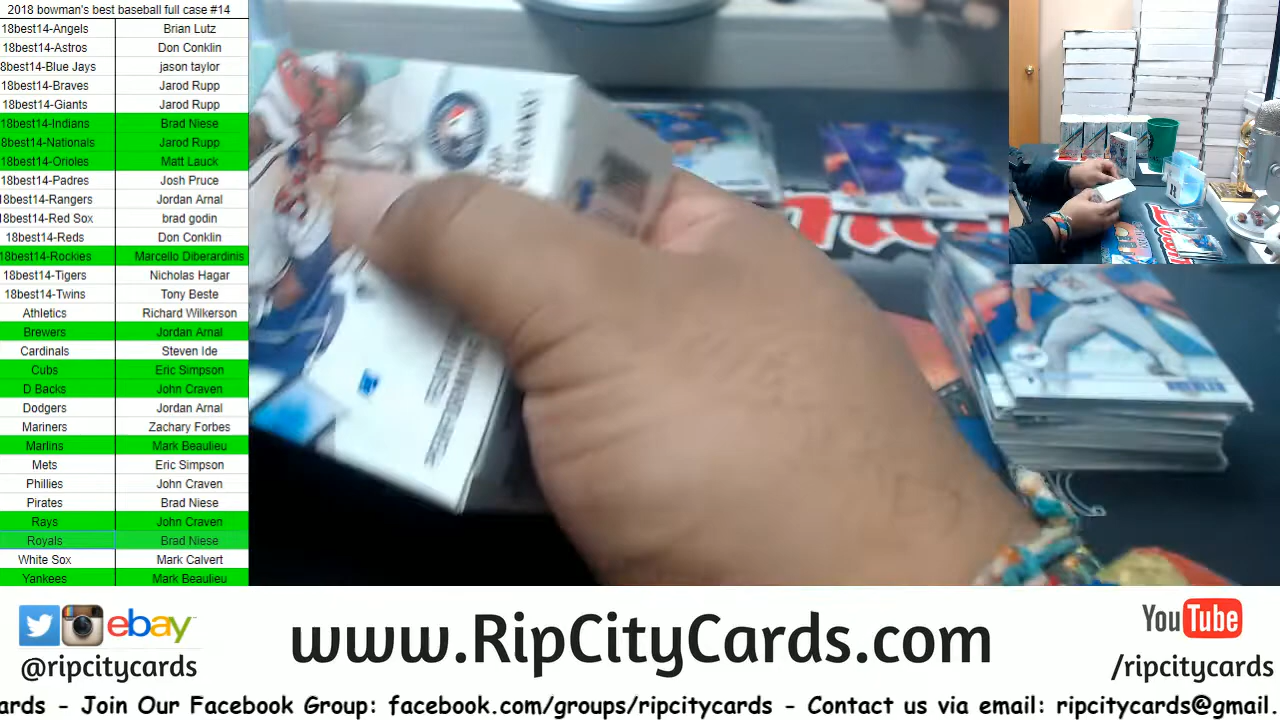 2018 bowman's best baseball full case #14
18best14-Angels Brian Lutz
18best14-Astros Don Conklin
8best14-Blue Jays jason taylor
18best14-Braves Jarod Rupp
18best14-Giants Jarod Rupp
18best14-Indians Brad Niese
8best14-Nationals Jarod Rupp
18best14-Orioles Matt Lauck
18best14-Padres Josh Pruce
8best14-Rangers Jordan Arnal
8best14-Red Sox brad godin
18best14-Reds Don Conklin
8best14-Rockies Marcello Diberardinis
18best14-Tigers Nicholas Hagar
18best14-Twins Tony Beste
Athletics Richard Wilkerson
Brewers Jordan Arnal
Cardinals Steven Ide
Cubs Eric Simpson
D Backs John Craven
Dodgers Jordan Arnal
Mariners Zachary Forbes
Marlins Mark Beaulieu
Mets Eric Simpson
Phillies John Craven
Pirates Brad Niese
Rays John Craven
Royals Brad Niese
White Sox Mark Calvert
Yankees Mark Beaulieu
ebay
@ripcitycards
www.RipCityCards.com
YouTube
/ripcitycards
ards - Join Our Facebook Group: facebook.com/groups/ripcitycards - Contact us via email: ripcitycards@gmail.